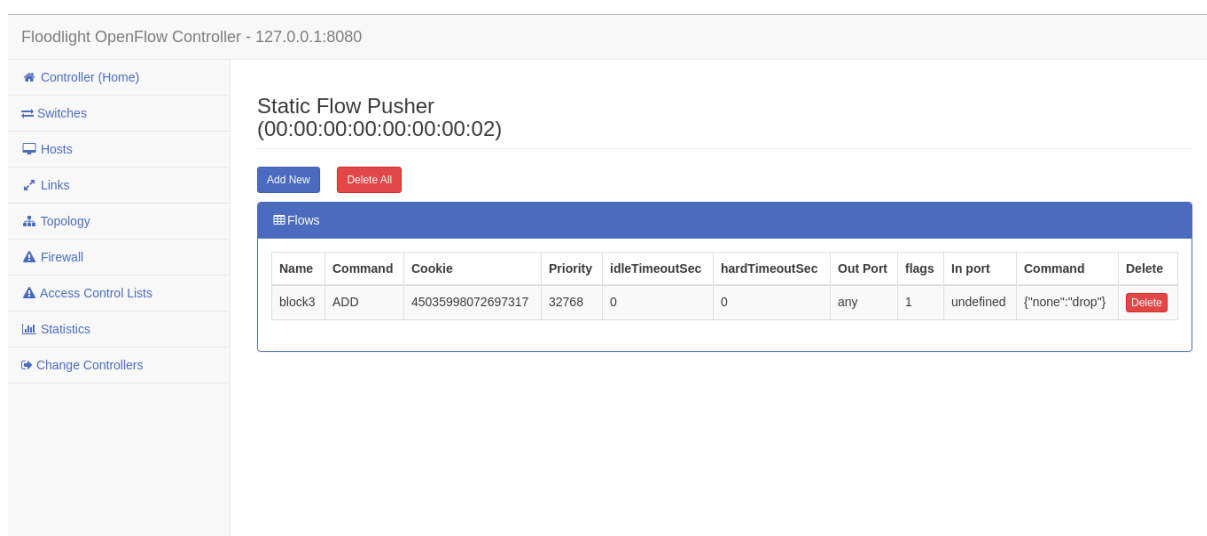 Floodlight OpenFlow Controller - 127.0.0.1:8080
Controller (Home)
Switches
Hosts
Links
Topology
Firewall
Access Control Lists
Statistics
Change Controllers
Static Flow Pusher
(00:00:00:00:00:00:00:02)
Add New Delete All
Flows
Name Command Cookie Priority idleTimeoutSec hardTimeoutSec Out Port flags In port Command Delete
block3 ADD 45035998072697317 32768 0 0 any 1 undefined {"none":"drop"} Delete